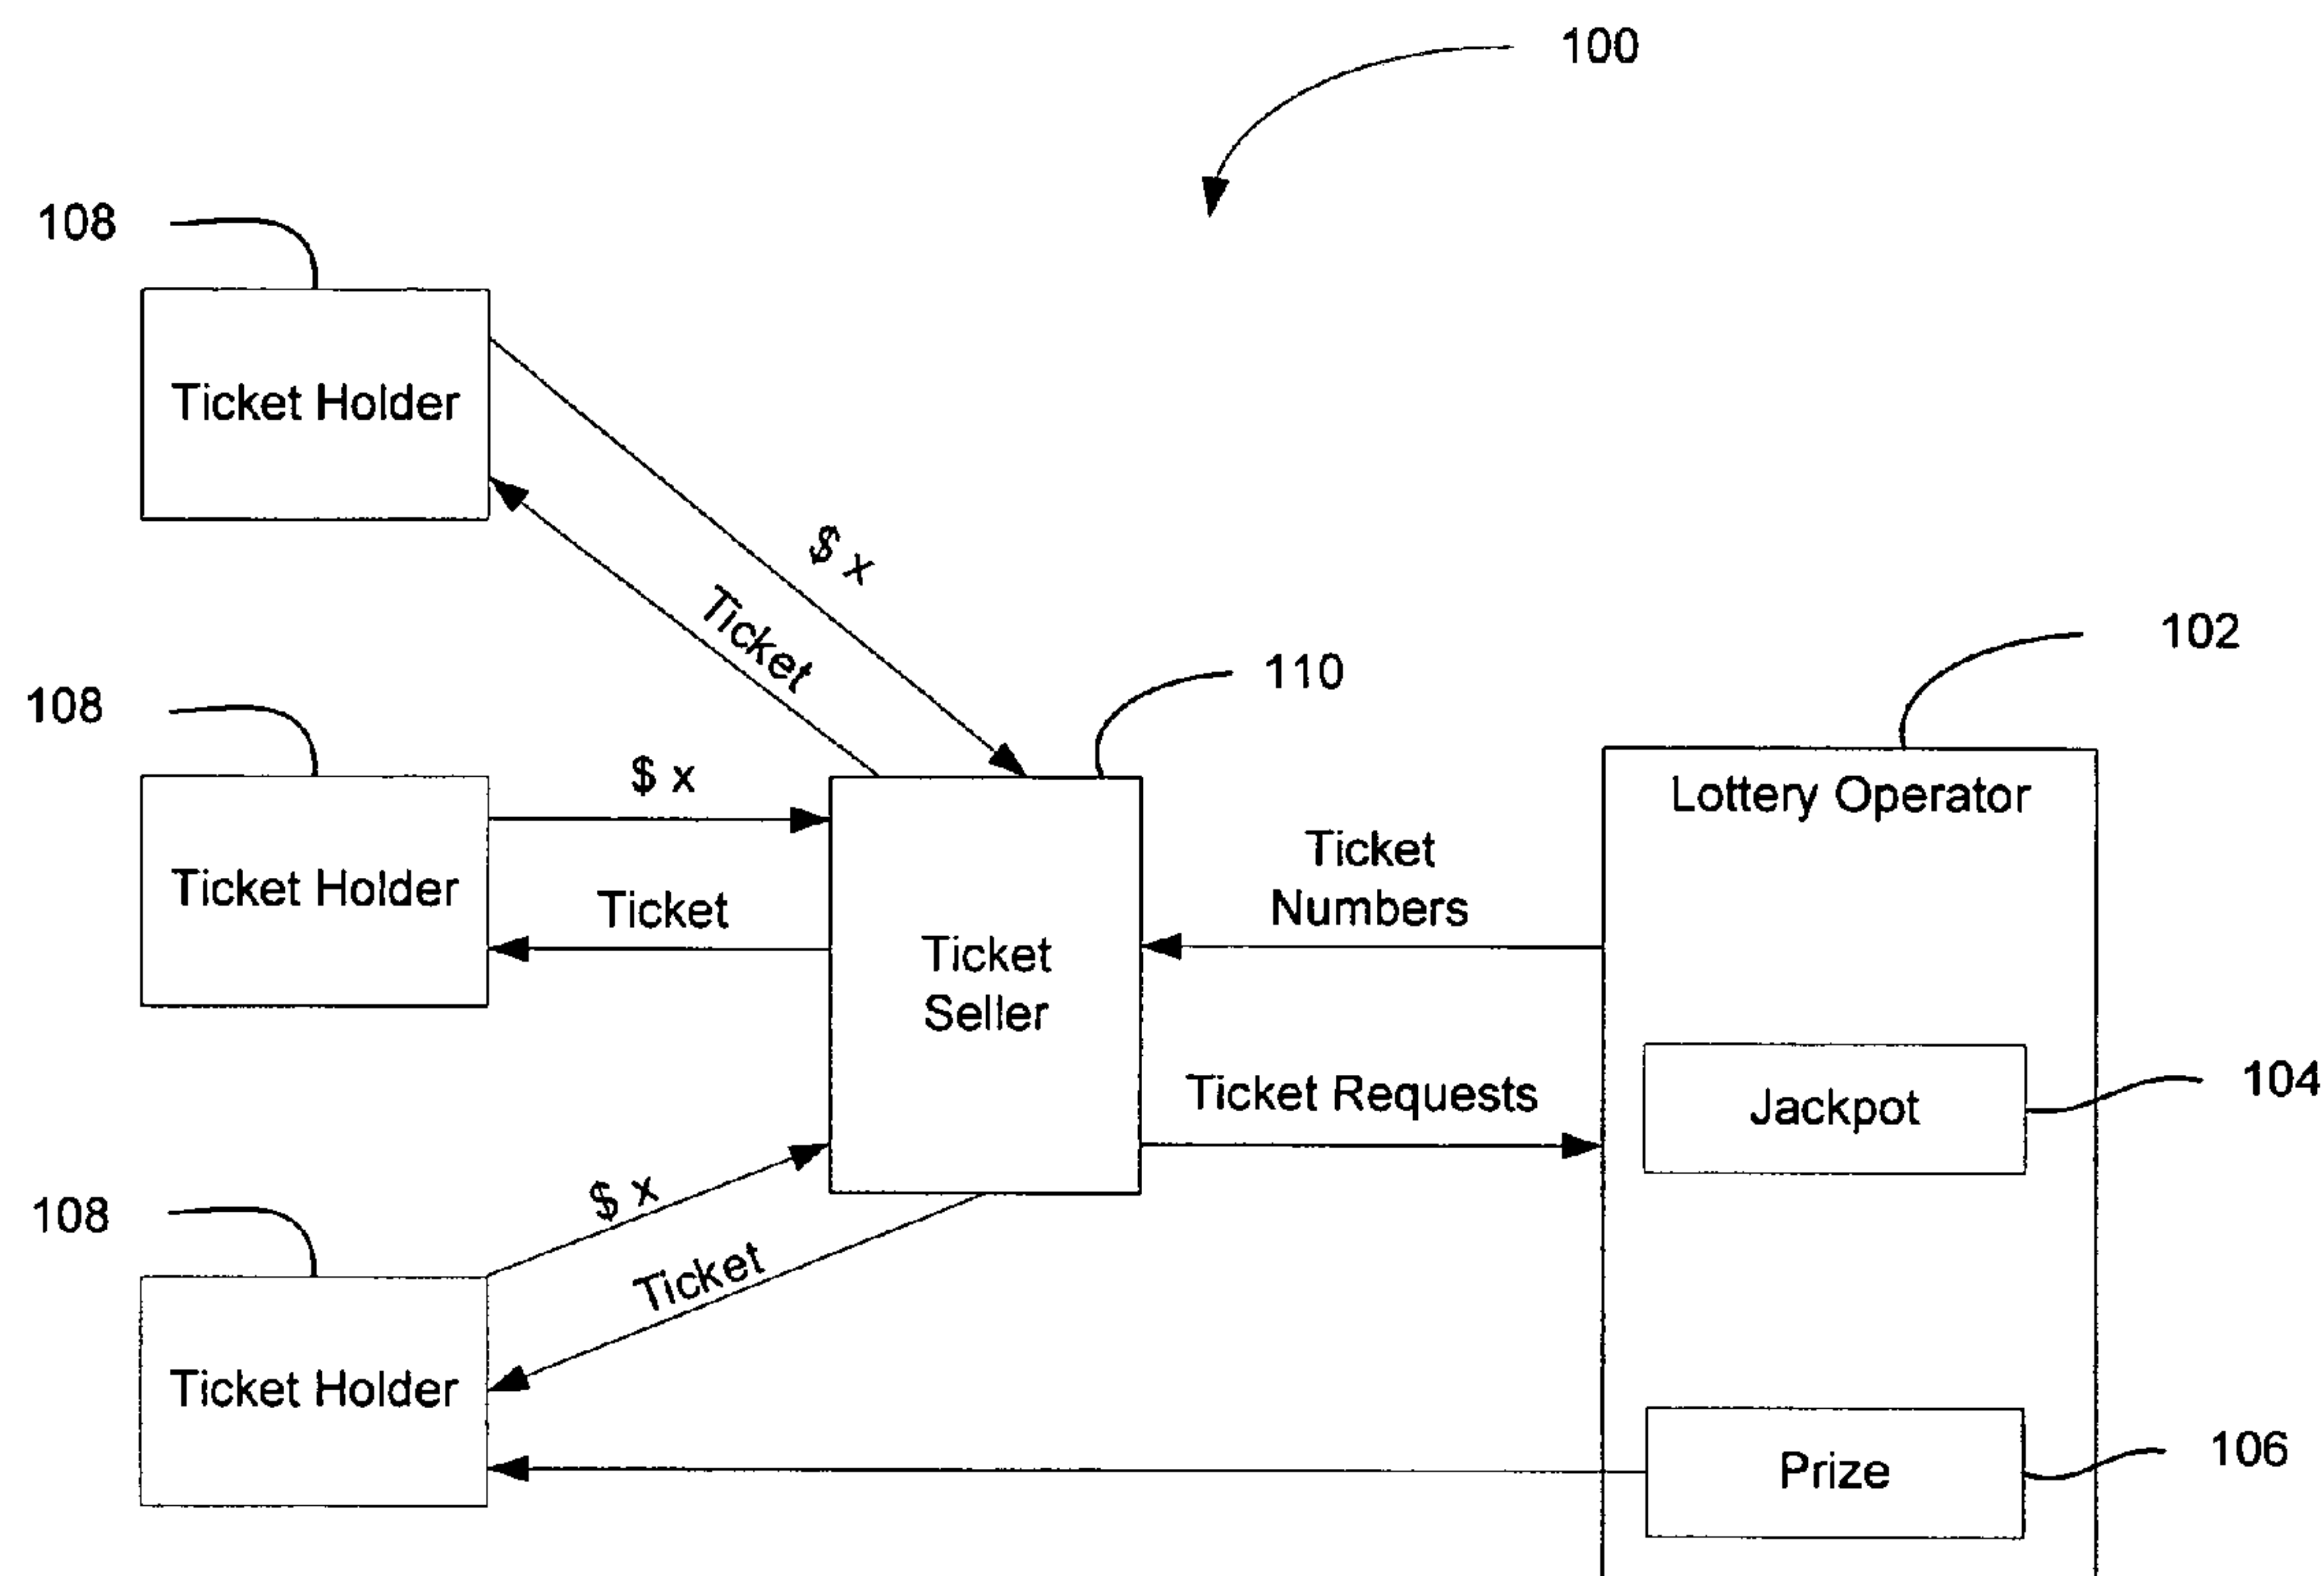 100
108
Ticket Holder
$ x
Ticket
102
110
108
$ x
Lottery Operator
Ticket
Numbers
Ticket Holder
Ticket
Ticket
Seller
104
Ticket Requests
Jackpot
108
$ x
Ticket
Ticket Holder
106
Prize